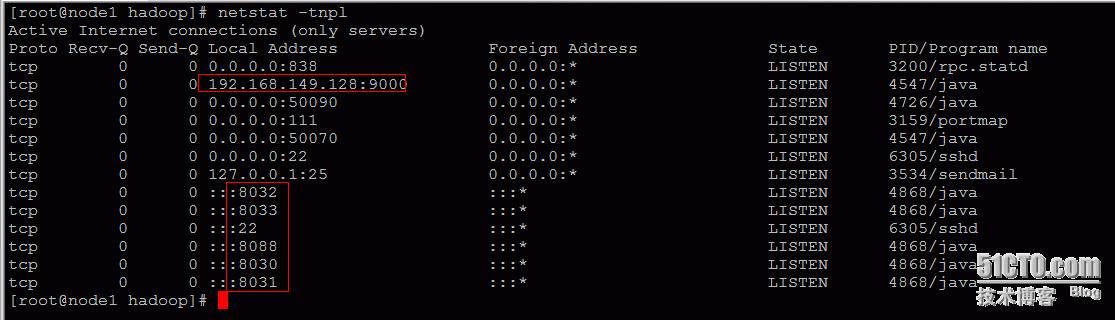 [root@node1 hadoop]# netstat -tnpl
Active Internet connections (only servers)
Proto Recv-Q Send-Q Local Address Foreign Address State PID/Program name
tcp 0 0 0.0.0.0:838 0.0.0.0:* LISTEN 3200/rpc.statd
tcp 0 0 192.168.149.128:9000 0.0.0.0:* LISTEN 4547/java
tcp 0 0 0.0.0.0:50090 0.0.0.0:* LISTEN 4726/java
tcp 0 0 0.0.0.0:111 0.0.0.0:* LISTEN 3159/portmap
tcp 0 0 0.0.0.0:50070 0.0.0.0:* LISTEN 4547/java
tcp 0 0 0.0.0.0:22 0.0.0.0:* LISTEN 6305/sshd
tcp 0 0 127.0.0.1:25 0.0.0.0:* LISTEN 3534/sendmail
tcp 0 0 :::8032 :::* LISTEN 4868/java
tcp 0 0 :::8033 :::* LISTEN 4868/java
tcp 0 0 :::22 :::* LISTEN 6305/sshd
tcp 0 0 :::8088 :::* LISTEN 4868/java
tcp 0 0 :::8030 :::* LISTEN 4868/java
tcp 0 0 :::8031 :::* LISTEN 4868/java
[root@node1 hadoop]#
51CTO.com
技术博客 Blog